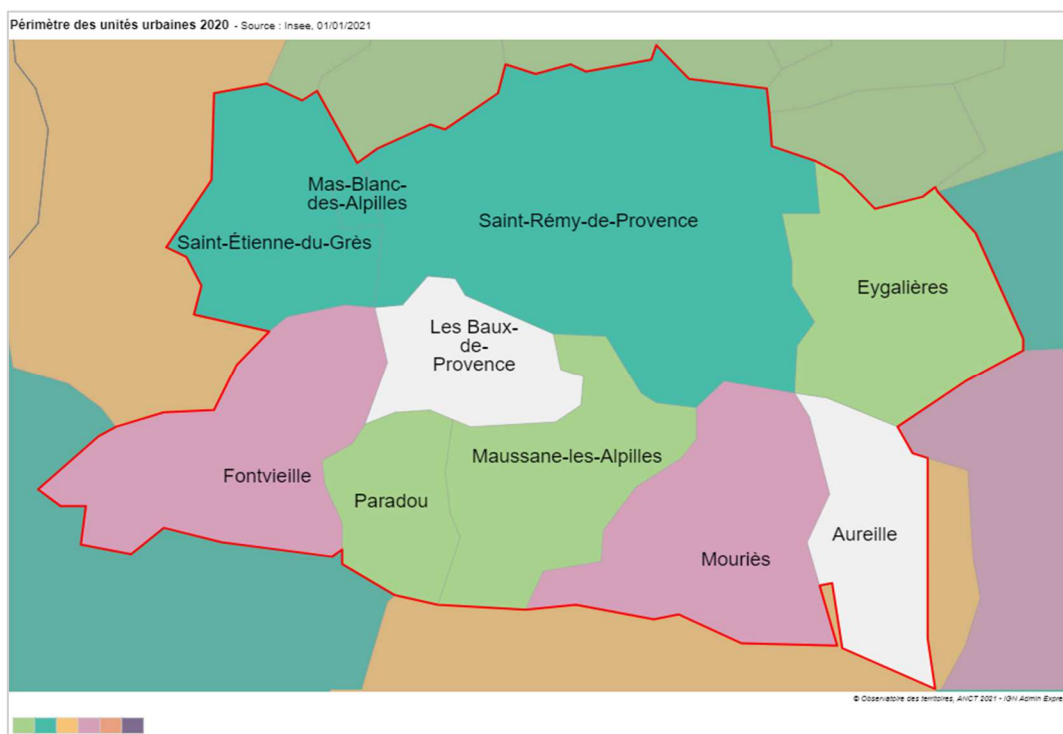 Périmètre des unités urbaines 2020 - Source : Insee, 01/01/2021
Mas-Blanc-
des-Alpilles
Saint-Rémy-de-Provence
Saint-Étienne-du-Grès
Eygalières
Les Baux-
de-
Provence
Maussane-les-Alpilles
Fontvieille
Paradou
Aureille
Mouriès
© Observatoire des territoires, ANCT 2021 - IGN Admin Expre